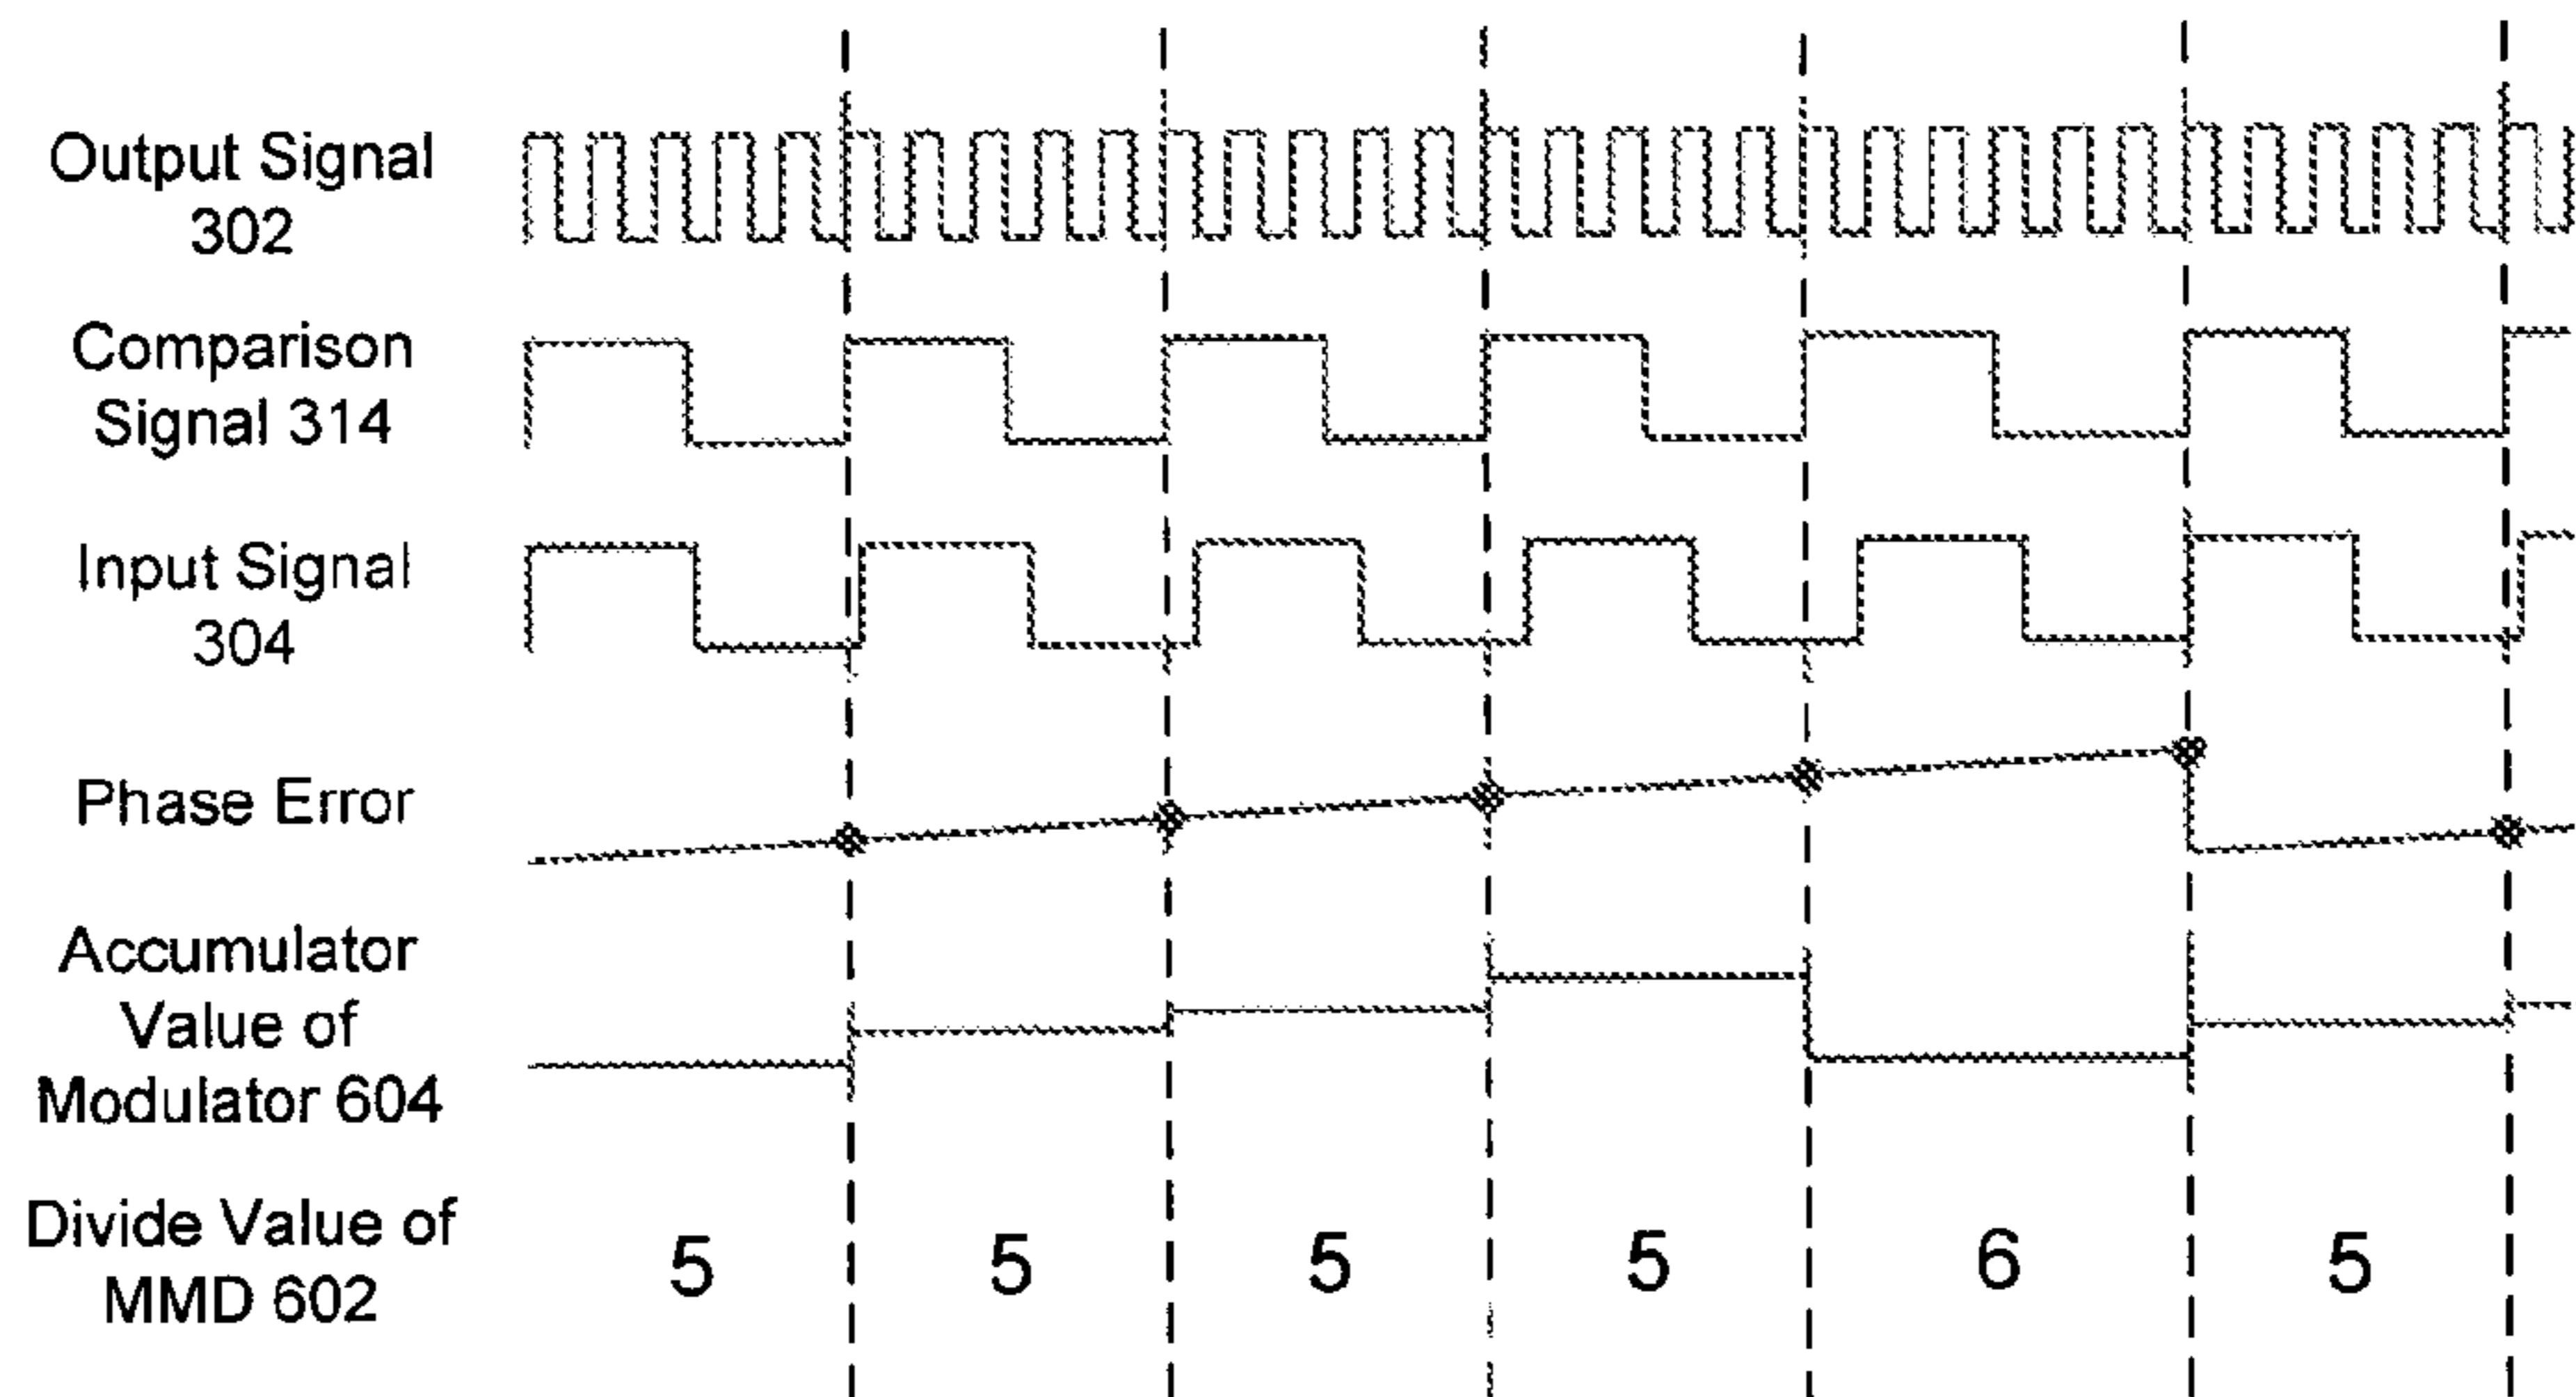 Output Signal
302
Comparison
Signal 314
Input Signal
304
Phase Error
Accumulator
Value of
Modulator 604
Divide Value of
MMD 602
5 5 5 5 6 5